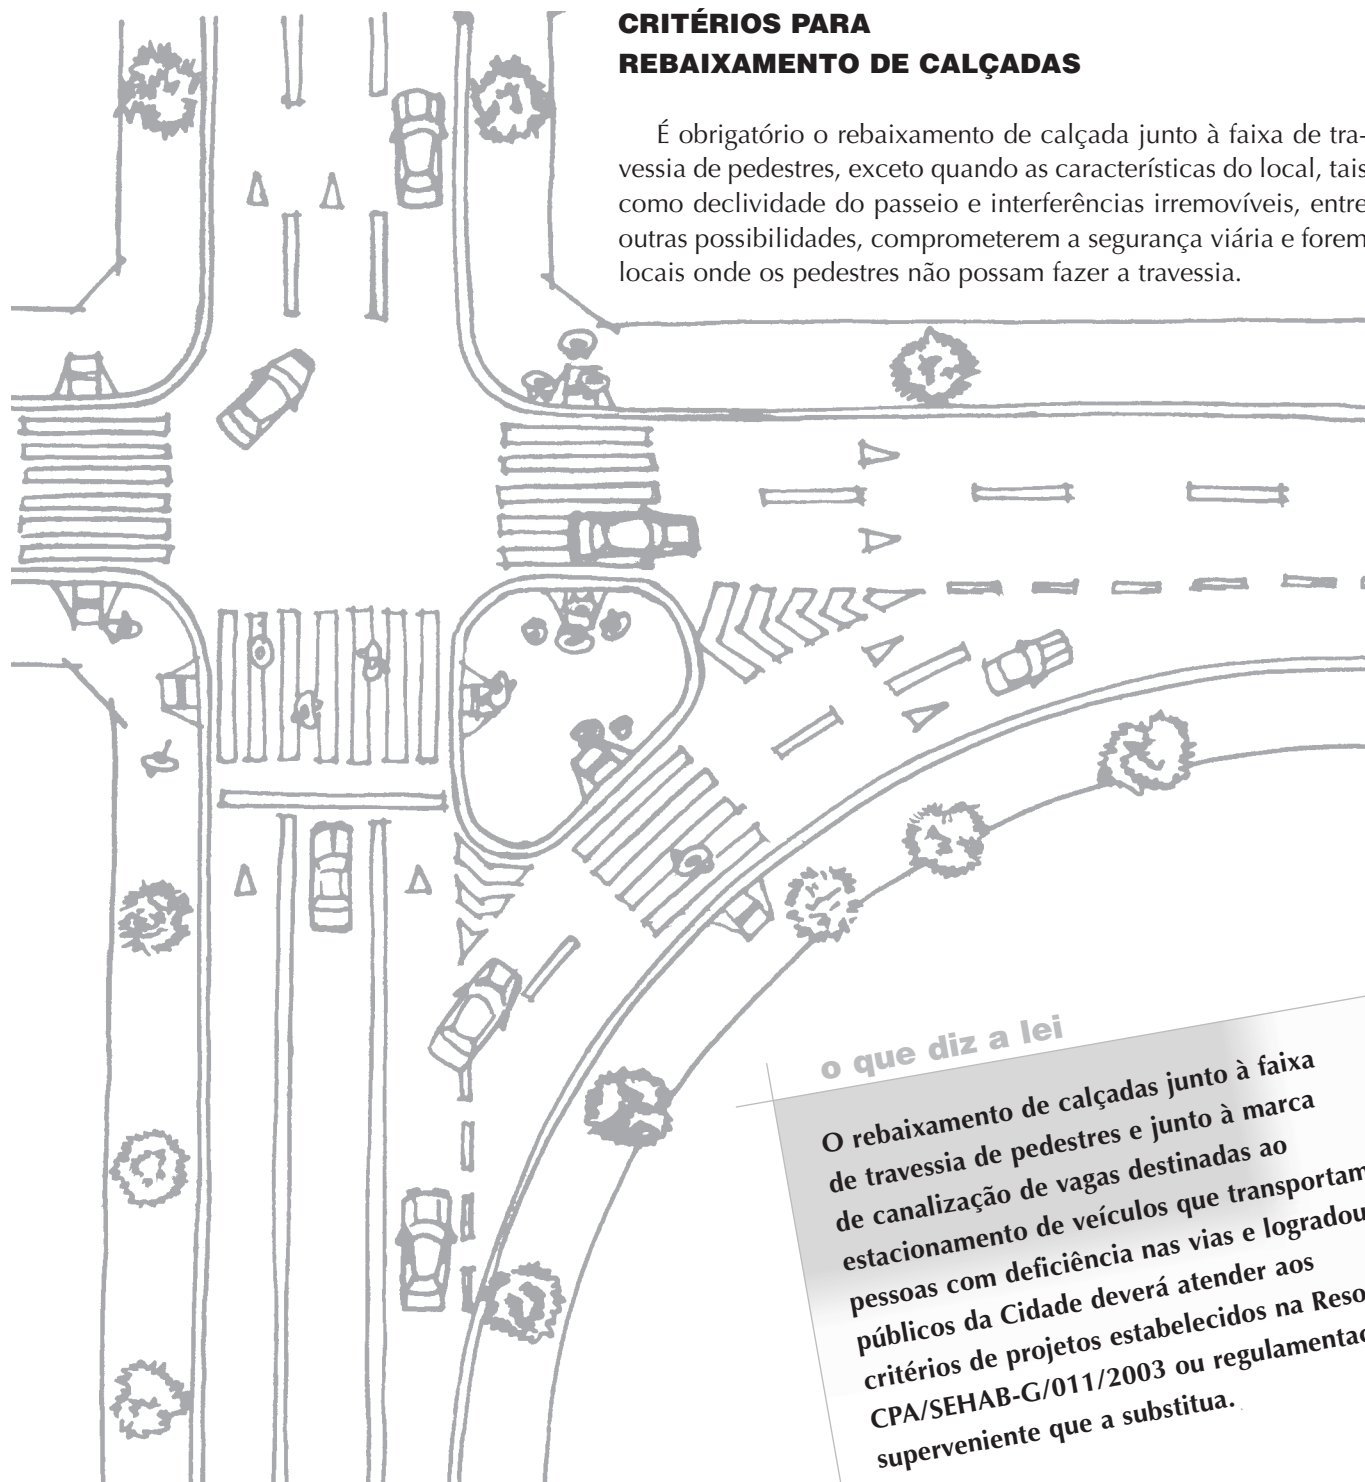 CRITÉRIOS PARA
REBAIXAMENTO DE CALÇADAS
É obrigatório o rebaixamento de calçada junto à faixa de tra-
vessia de pedestres, exceto quando as características do local, tais
como declividade do passeio e interferências irremovíveis, entre
outras possibilidades, comprometerem a segurança viária e forem
locais onde os pedestres não possam fazer a travessia.
o que diz a lei
O rebaixamento de calçadas junto à faixa
de travessia de pedestres e junto à marca
de canalização de vagas destinadas ao
estacionamento de veículos que transportam
pessoas com deficiência nas vias e
públicos da Cidade deverá atender aos
critérios de projetos estabelecidos na
CPA/SEHAB-G/011/2003 ou
superveniente que a substitua.